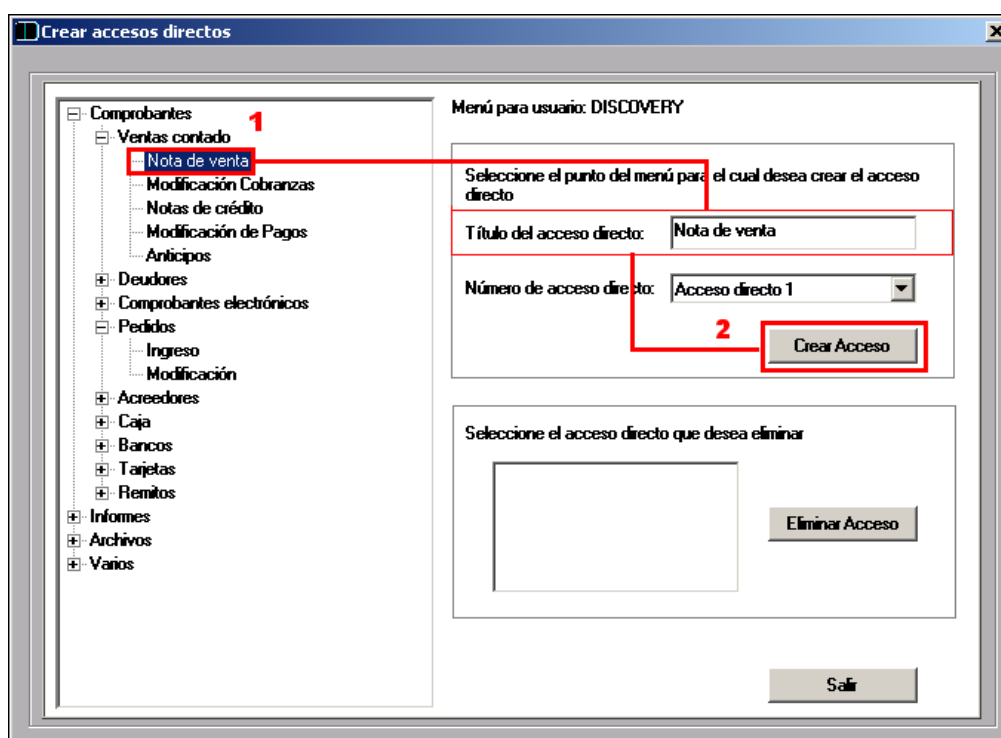 Crear accesos directos
Comprobantes
1
Ventas contado
Nota de venta
Modificación Cobranzas
Notas de crédito
Modificación de Pagos
Anticipos
Deudores
Comprobantes electrónicos
Pedidos
Ingreso
Modificación
Acreedores
Caja
Bancos
Tarjetas
Remitos
Informes
Archivos
Varios
Menú para usuario: DISCOVERY
Seleccione el punto del menú para el cual desea crear el acceso
directo
Título del acceso directo: Nota de venta
Número de acceso directo: Acceso directo 1
2
Crear Acceso
Seleccione el acceso directo que desea eliminar
Eliminar Acceso
Salir